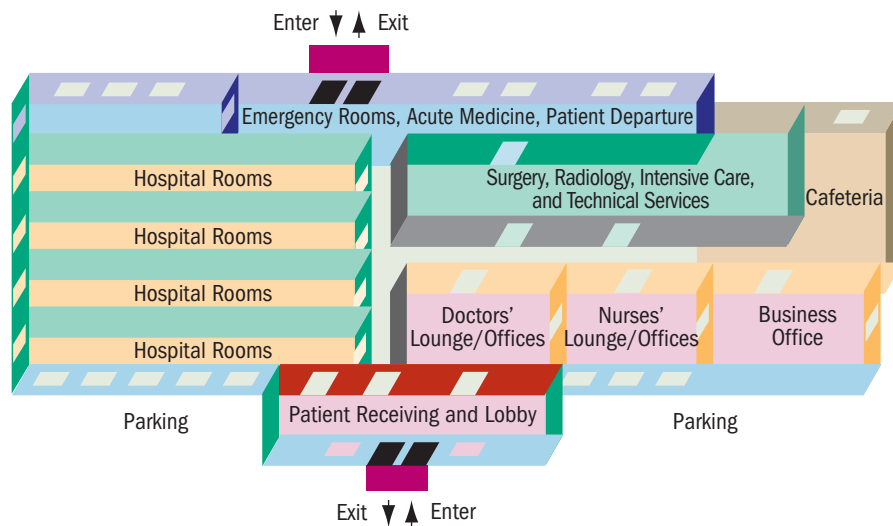 Enter Exit
Emergency Rooms, Acute Medicine, Patient Departure
Hospital Rooms
Surgery, Radiology, Intensive Care,
and Technical Services
Cafeteria
Hospital Rooms
Hospital Rooms
Hospital Rooms
Doctors'
Lounge/Offices
Nurses'
Lounge/Offices
Business
Office
Parking
Patient Receiving and Lobby
Parking
Exit Enter